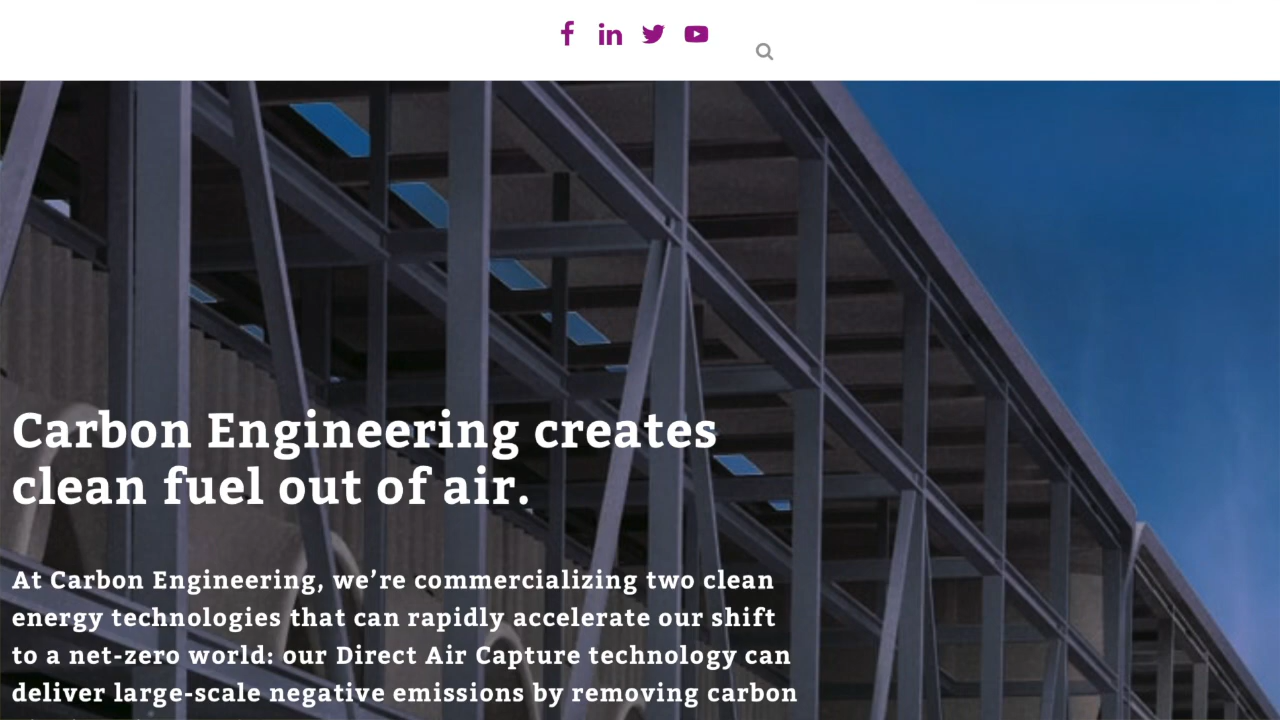 Carbon Engineering creates
clean fuel out of air.
At Carbon Engineering, we’re commercializing two clean
energy technologies that can rapidly accelerate our shift
to a net-zero world: our Direct Air Capture technology can
deliver large-scale negative emissions by removing carbon